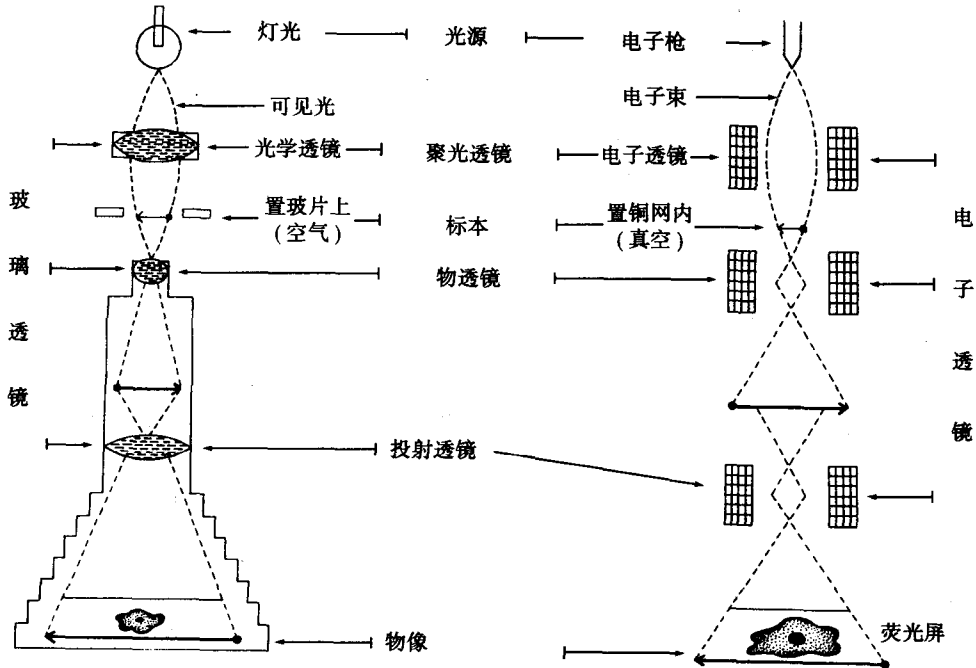 灯光 光源 电子枪
可见光 电子束
光学透镜 聚光透镜 电子透镜
置玻片上 标本 置铜网内
(空气) (真空)
物透镜
投射透镜
物像 荧光屏
玻璃透镜
电子透镜